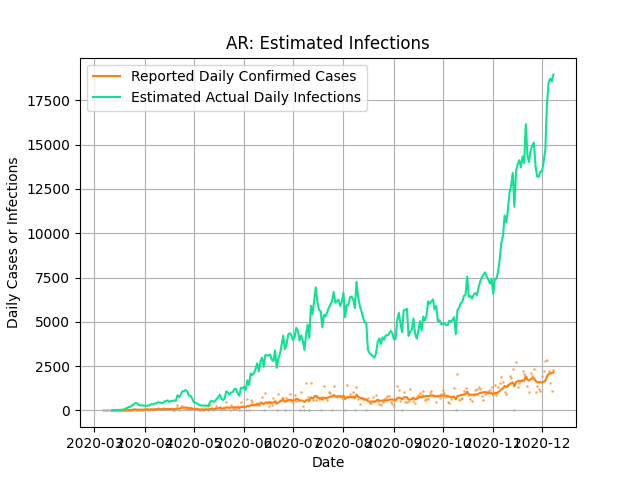 AR: Estimated Infections
Reported Daily Confirmed Cases
Estimated Actual Daily Infections
17500
15000
12500
10000
7500
5000
2500
0
Daily Cases or Infections
2020-03 2020-04 2020-05 2020-06 2020-07 2020-08 2020-09 2020-10 2020-11 2020-12
Date